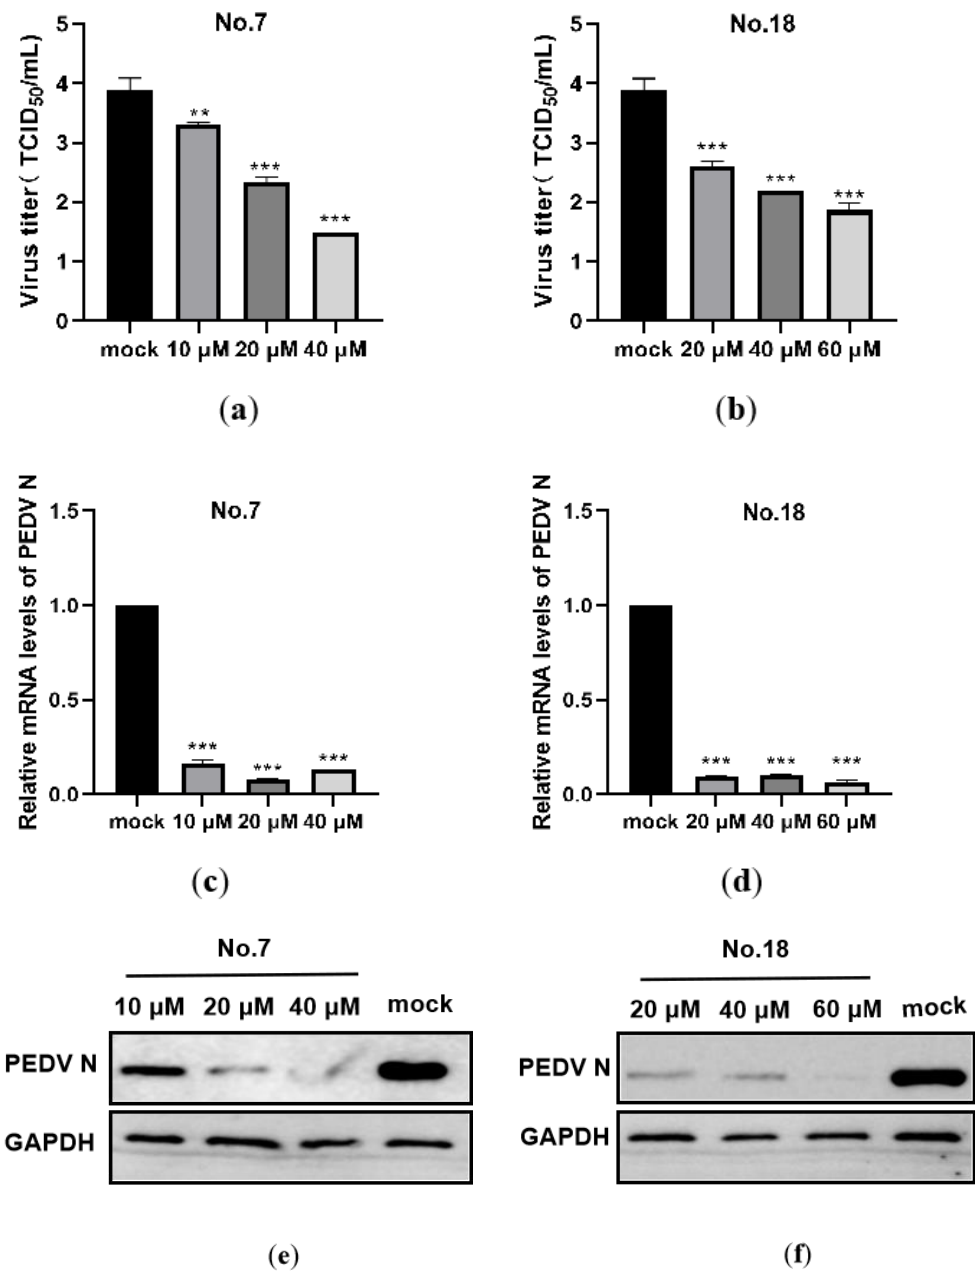 No.7
Virus titer( TCID50/mL)
5
4
3
2
1
0
**
***
***
mock 10 μM 20 μM 40 μM
(a)
No.18
Virus titer( TCID50/mL)
5
4
3
2
1
0
***
***
***
mock 20 μM 40 μM 60 μM
(b)
No.7
Relative mRNA levels of PEDV N
1.5
1.0
0.5
0.0
***
***
***
mock 10 μM 20 μM 40 μM
(c)
No.18
Relative mRNA levels of PEDV N
1.5
1.0
0.5
0.0
***
***
***
mock 20 μM 40 μM 60 μM
(d)
No.7
10 μM 20 μM 40 μM mock
PEDV N
GAPDH
(e)
No.18
20 μM 40 μM 60 μM mock
PEDV N
GAPDH
(f)